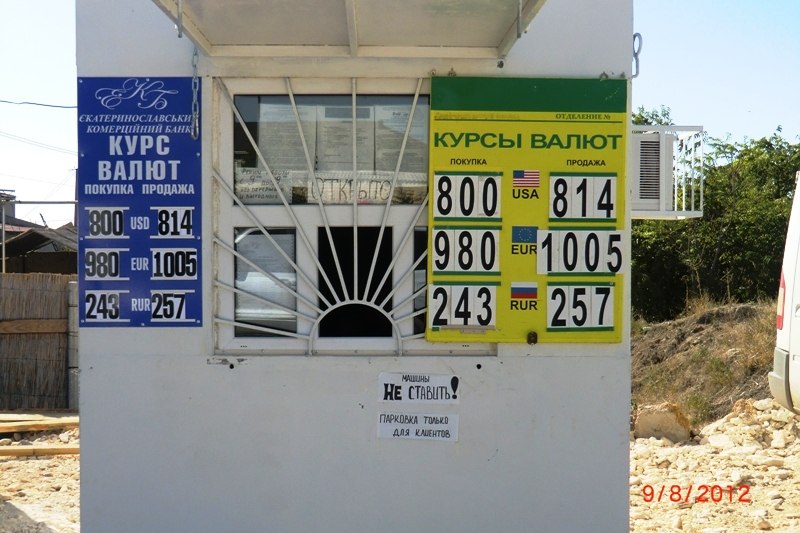 ЕКБ
ЄКАТЕРИНОСЛАВСЬКИЙ
КОМЕРЦІЙНИЙ БАНК
КУРС
ВАЛЮТ
ПОКУПКА ПРОДАЖА
800 USD 814
980 EUR 1005
243 RUR 257
ОТКРЫТО
ОТДЕЛЕНИЕ №
КУРСЫ ВАЛЮТ
ПОКУПКА ПРОДАЖА
800 USA 814
980 EUR 1005
243 RUR 257
МАШИНЫ
НЕ СТАВИТЬ!
ПАРКОВКА ТОЛЬКО
ДЛЯ КЛИЕНТОВ
9/8/2012